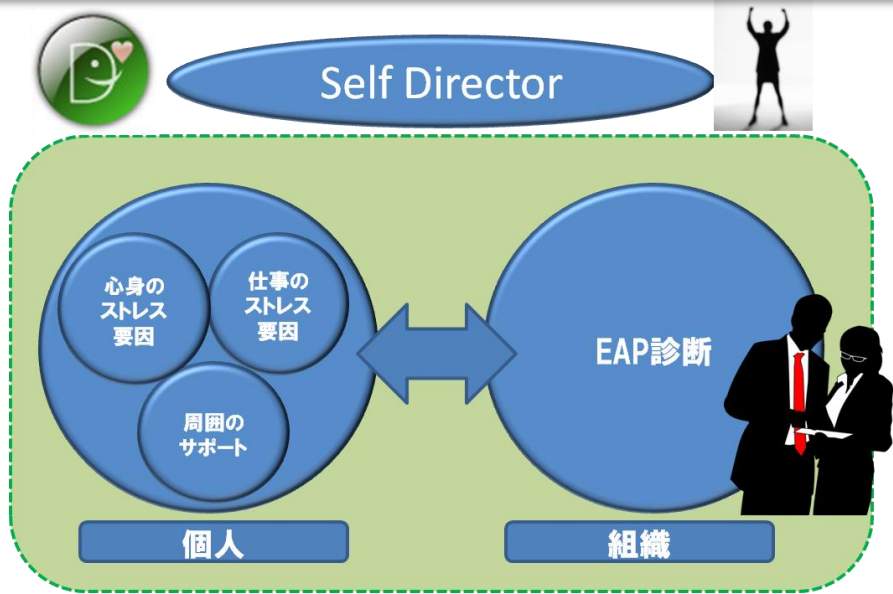 Self Director
心身の
ストレス
要因
仕事の
ストレス
要因
周囲の
サポート
EAP診断
個人
組織